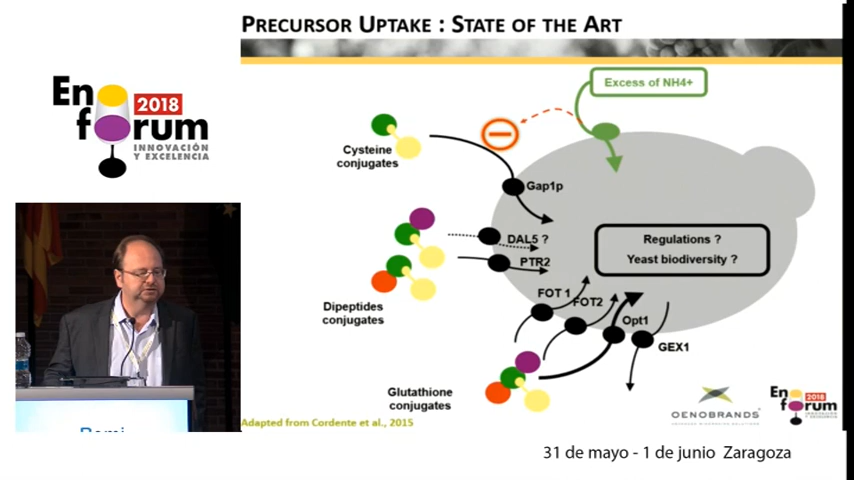 PRECURSOR UPTAKE : STATE OF THE ART
En
2018
forum
INNOVACIÓN
Y EXCELENCIA
Excess of NH4+
Cysteine
conjugates
Gap1p
DAL5 ?
PTR2
Regulations ?
Yeast biodiversity ?
Dipeptides
conjugates
FOT 1
FOT2
Opt1
GEX1
Glutathione
conjugates
Adapted from Cordente et al., 2015
OENOBRANDS
En
2018
forum
31 de mayo - 1 de junio Zaragoza